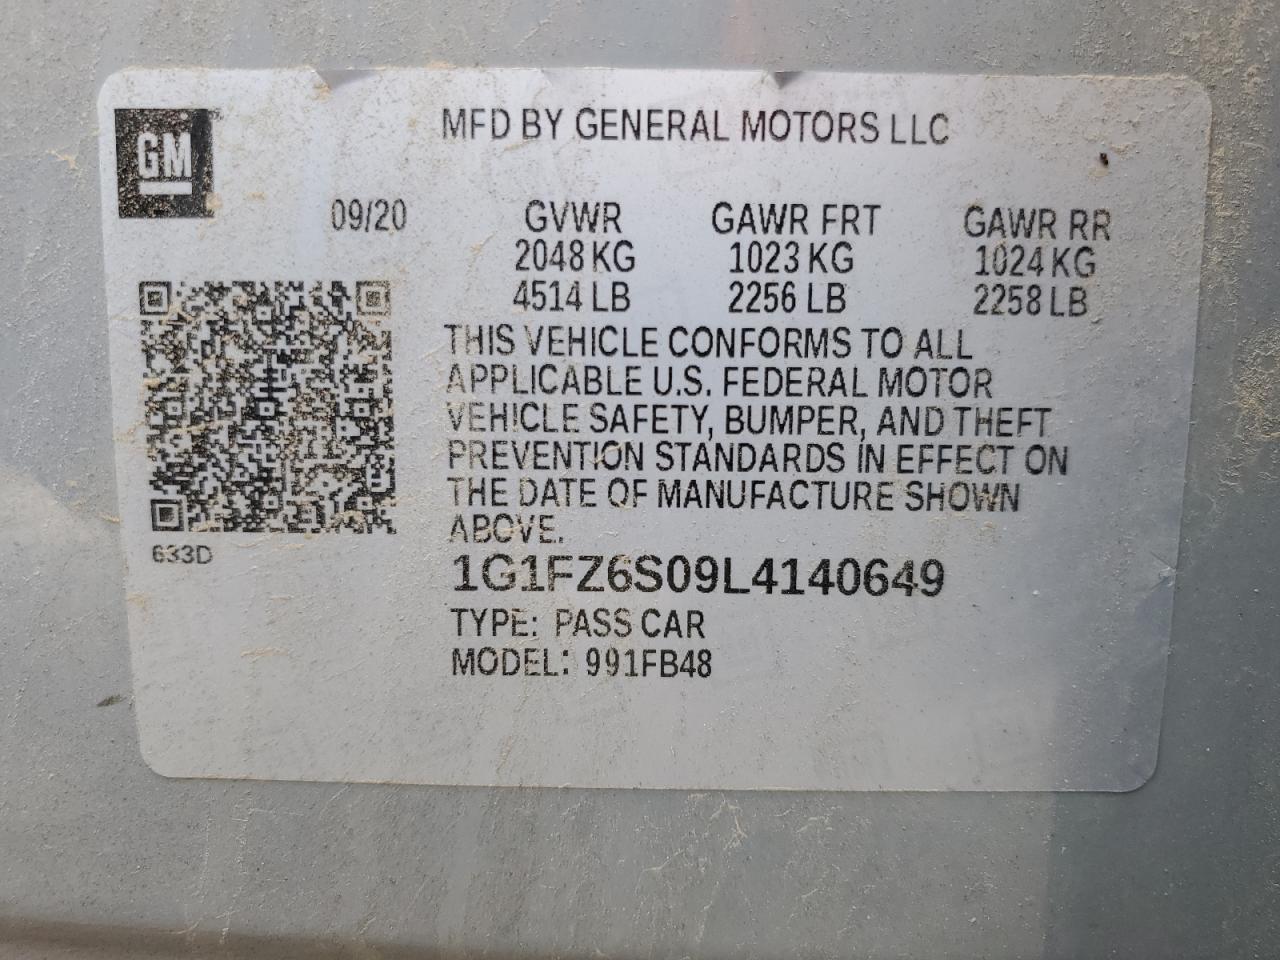 GM
MFD BY GENERAL MOTORS LLC
09/20
GVWR GAWR FRT GAWR RR
2048 KG 1023 KG 1024 KG
4514 LB 2256 LB 2258 LB
THIS VEHICLE CONFORMS TO ALL
APPLICABLE U.S. FEDERAL MOTOR
VEHICLE SAFETY, BUMPER, AND THEFT
PREVENTION STANDARDS IN EFFECT ON
THE DATE OF MANUFACTURE SHOWN
ABOVE.
633D
1G1FZ6S09L4140649
TYPE: PASS CAR
MODEL: 991FB48